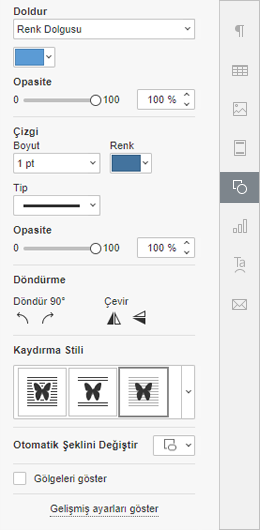 Doldur
Renk Dolgusu
Opasite
0 100 100 %
Çizgi
Boyut Renk
1 pt
Tip
Opasite
0 100 100 %
Döndürme
Döndür 90° Çevir
Kaydırma Stili
Otomatik Şeklini Değiştir
Gölgeleri göster
Gelişmiş ayarları göster
Ta